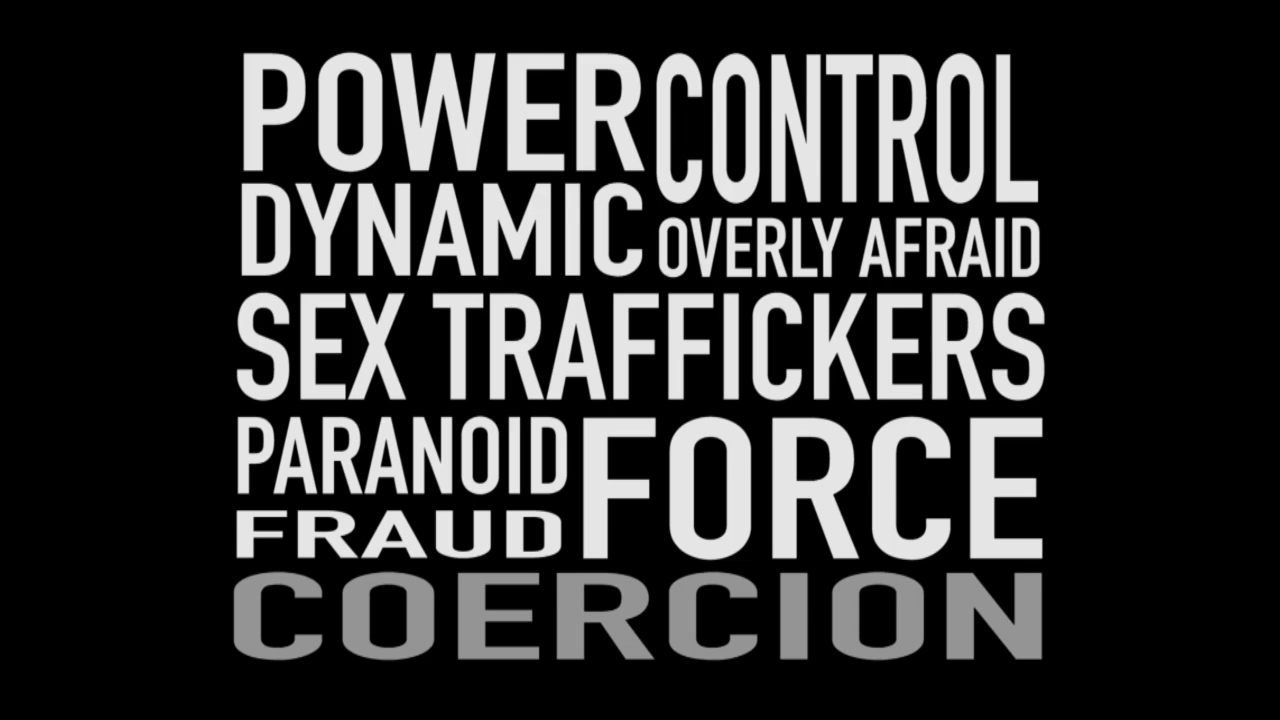 POWER CONTROL
DYNAMIC OVERLY AFRAID
SEX TRAFFICKERS
PARANOID FORCE
FRAUD
COERCION